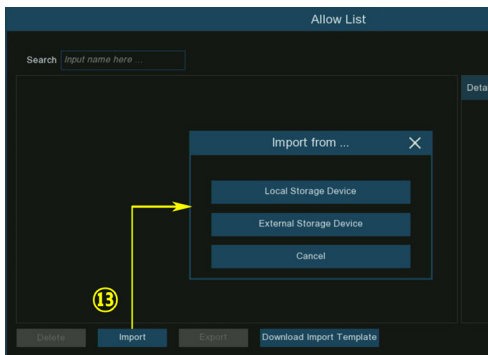 Allow List
Search Input name here ...
Deta
Import from ...
Local Storage Device
External Storage Device
Cancel
⑬
Delete Import Export Download Import Template